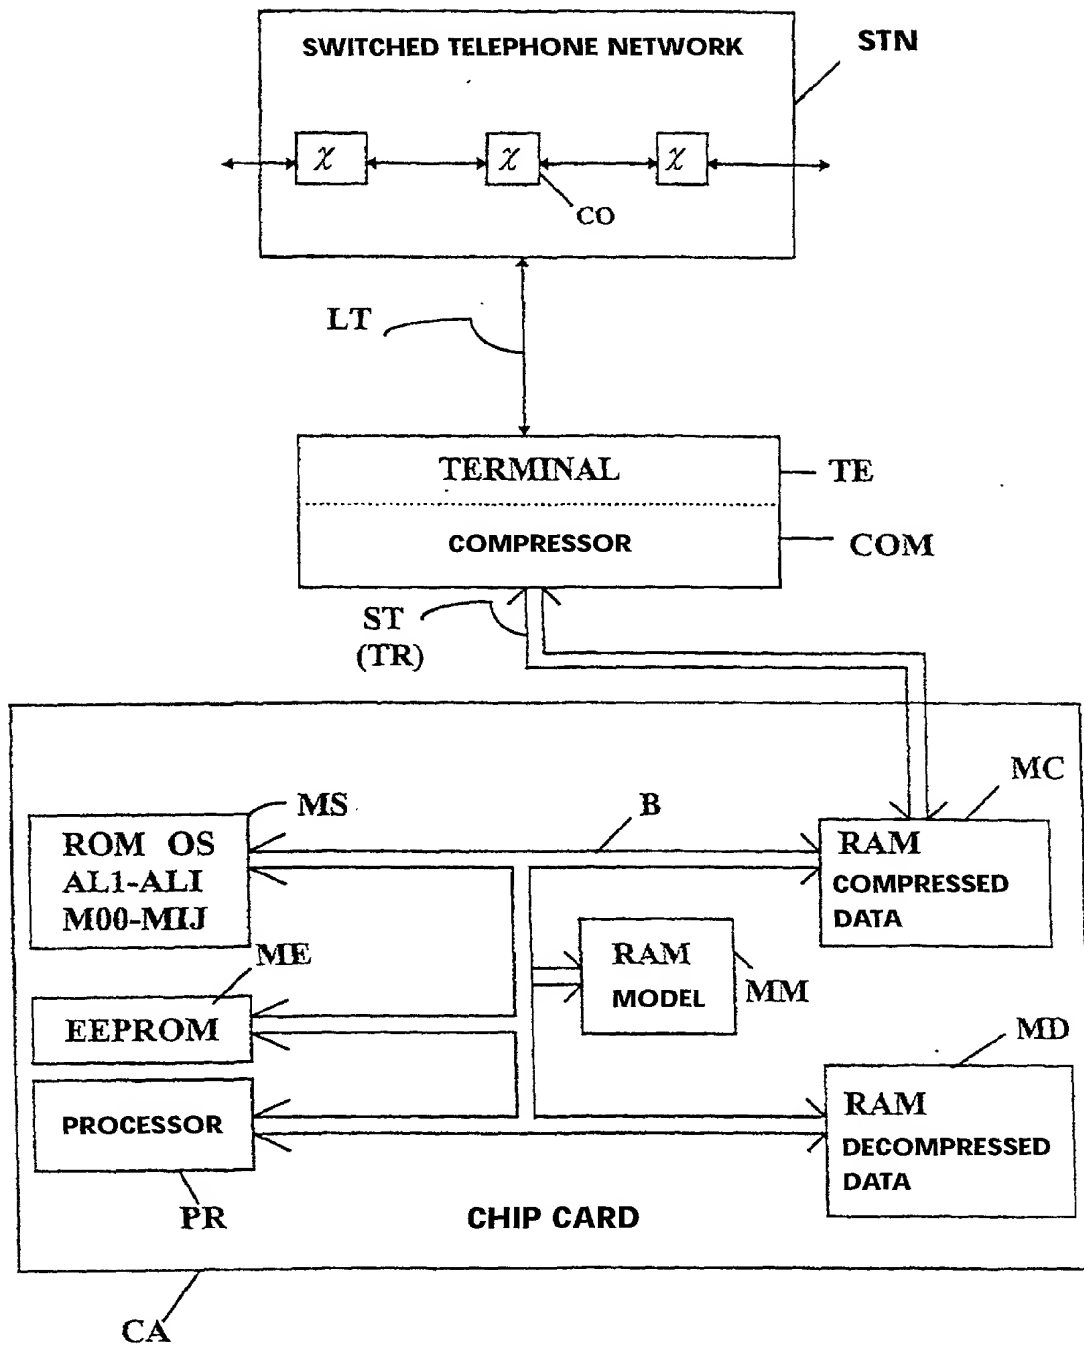 SWITCHED TELEPHONE NETWORK
STN
χ χ χ
CO
LT
TERMINAL
TE
COMPRESSOR
COM
ST
(TR)
MC
MS
B
ROM OS
AL1-ALI
M00-MIJ
RAM
COMPRESSED
DATA
ME
RAM
MODEL
MM
EEPROM
MD
PROCESSOR
RAM
DECOMPRESSED
DATA
PR
CHIP CARD
CA